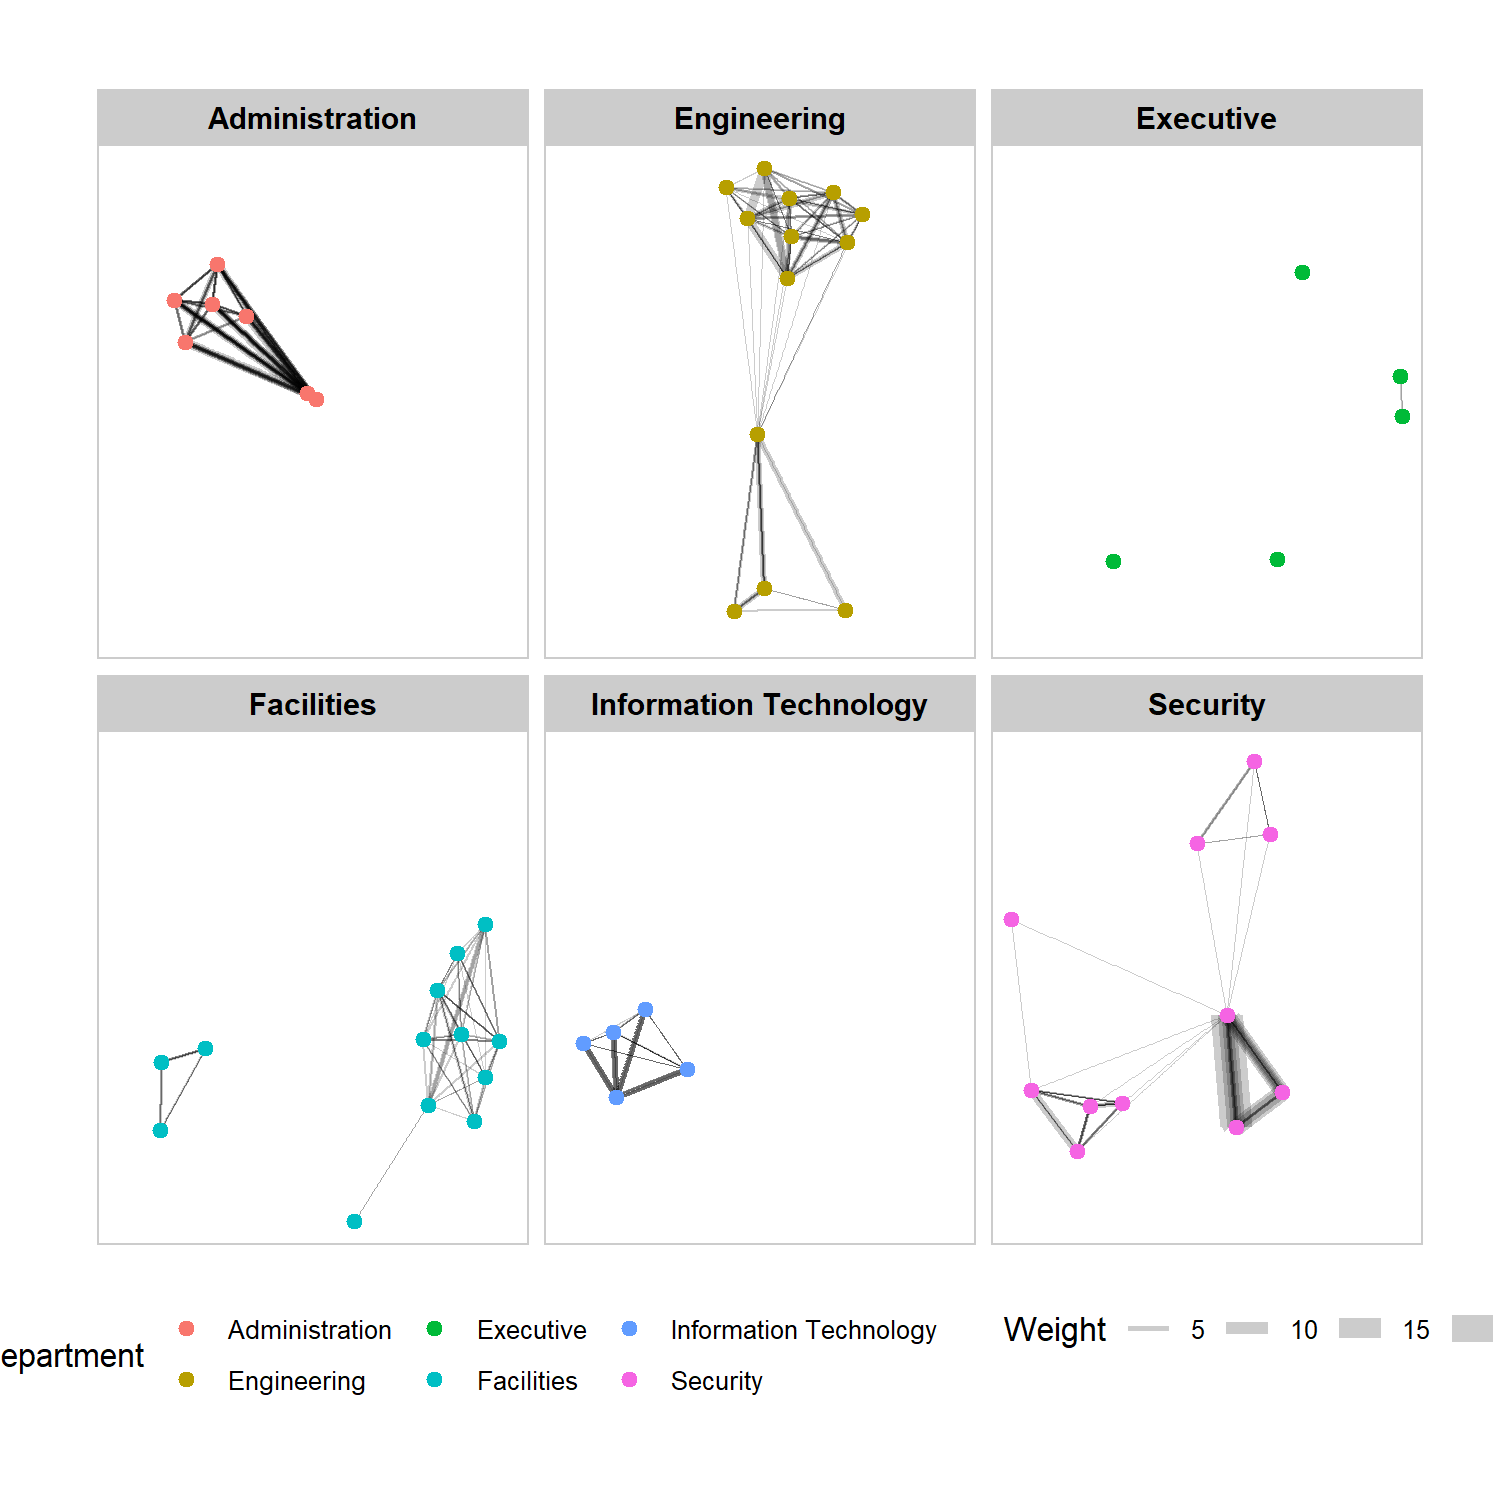 Administration
Engineering
Executive
Facilities
Information Technology
Security
epartment
Administration
Executive
Information Technology
Engineering
Facilities
Security
Weight 5 10 15